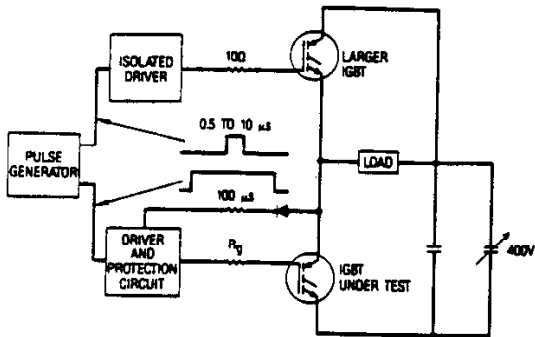 ISOLATED
DRIVER
10Ω
LARGER
IGBT
0.5 TO 10 μs
PULSE
GENERATOR
LOAD
100 μs
DRIVER
AND
PROTECTION
CIRCUIT
Rg
IGBT
UNDER TEST
400V